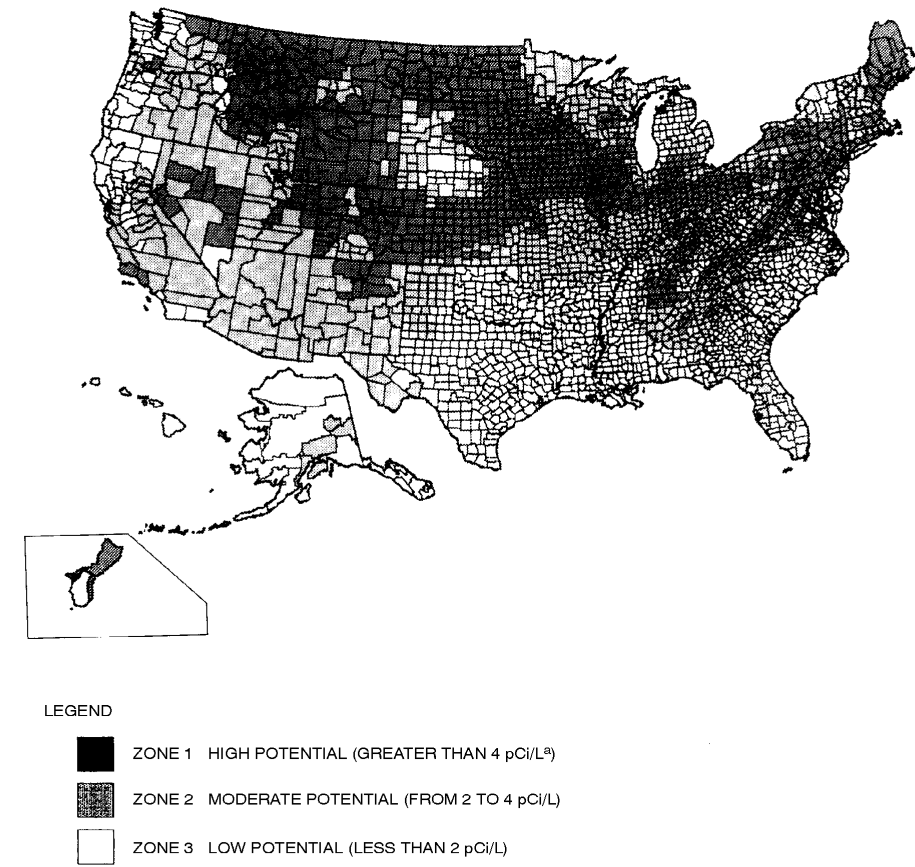 LEGEND
ZONE 1 HIGH POTENTIAL (GREATER THAN 4 pCi/Lª)
ZONE 2 MODERATE POTENTIAL (FROM 2 TO 4 pCi/L)
ZONE 3 LOW POTENTIAL (LESS THAN 2 pCi/L)